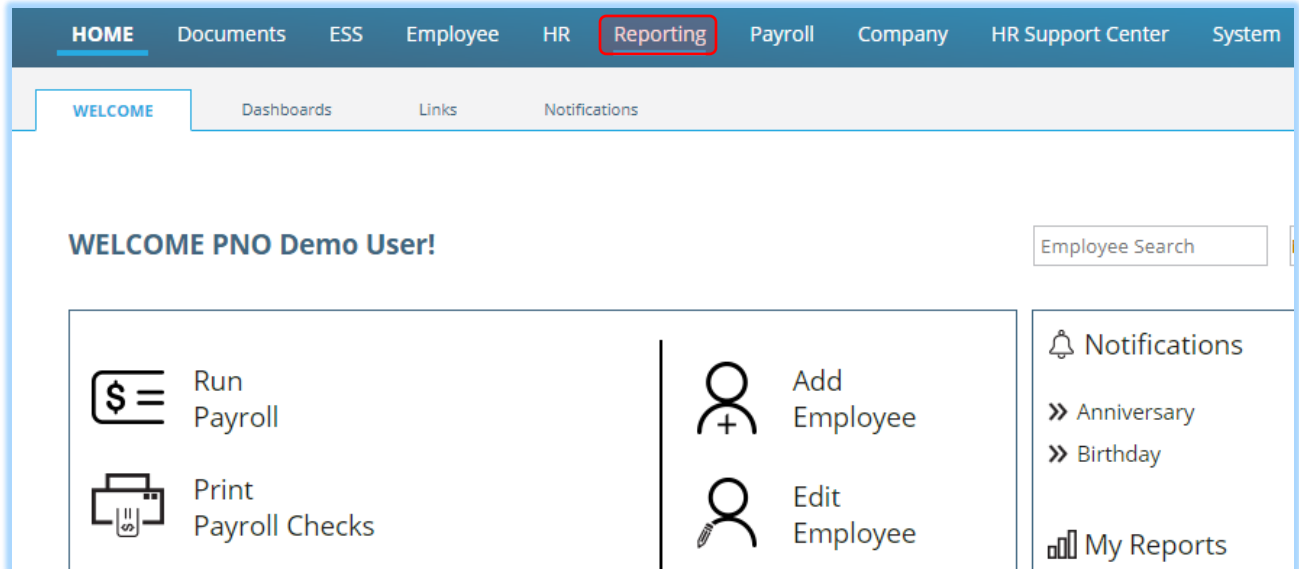 HOME Documents ESS Employee HR Reporting Payroll Company HR Support Center System
WELCOME Dashboards Links Notifications
WELCOME PNO Demo User!
Employee Search
Run
Payroll
Add
Employee
Print
Payroll Checks
Edit
Employee
Notifications
Anniversary
Birthday
My Reports